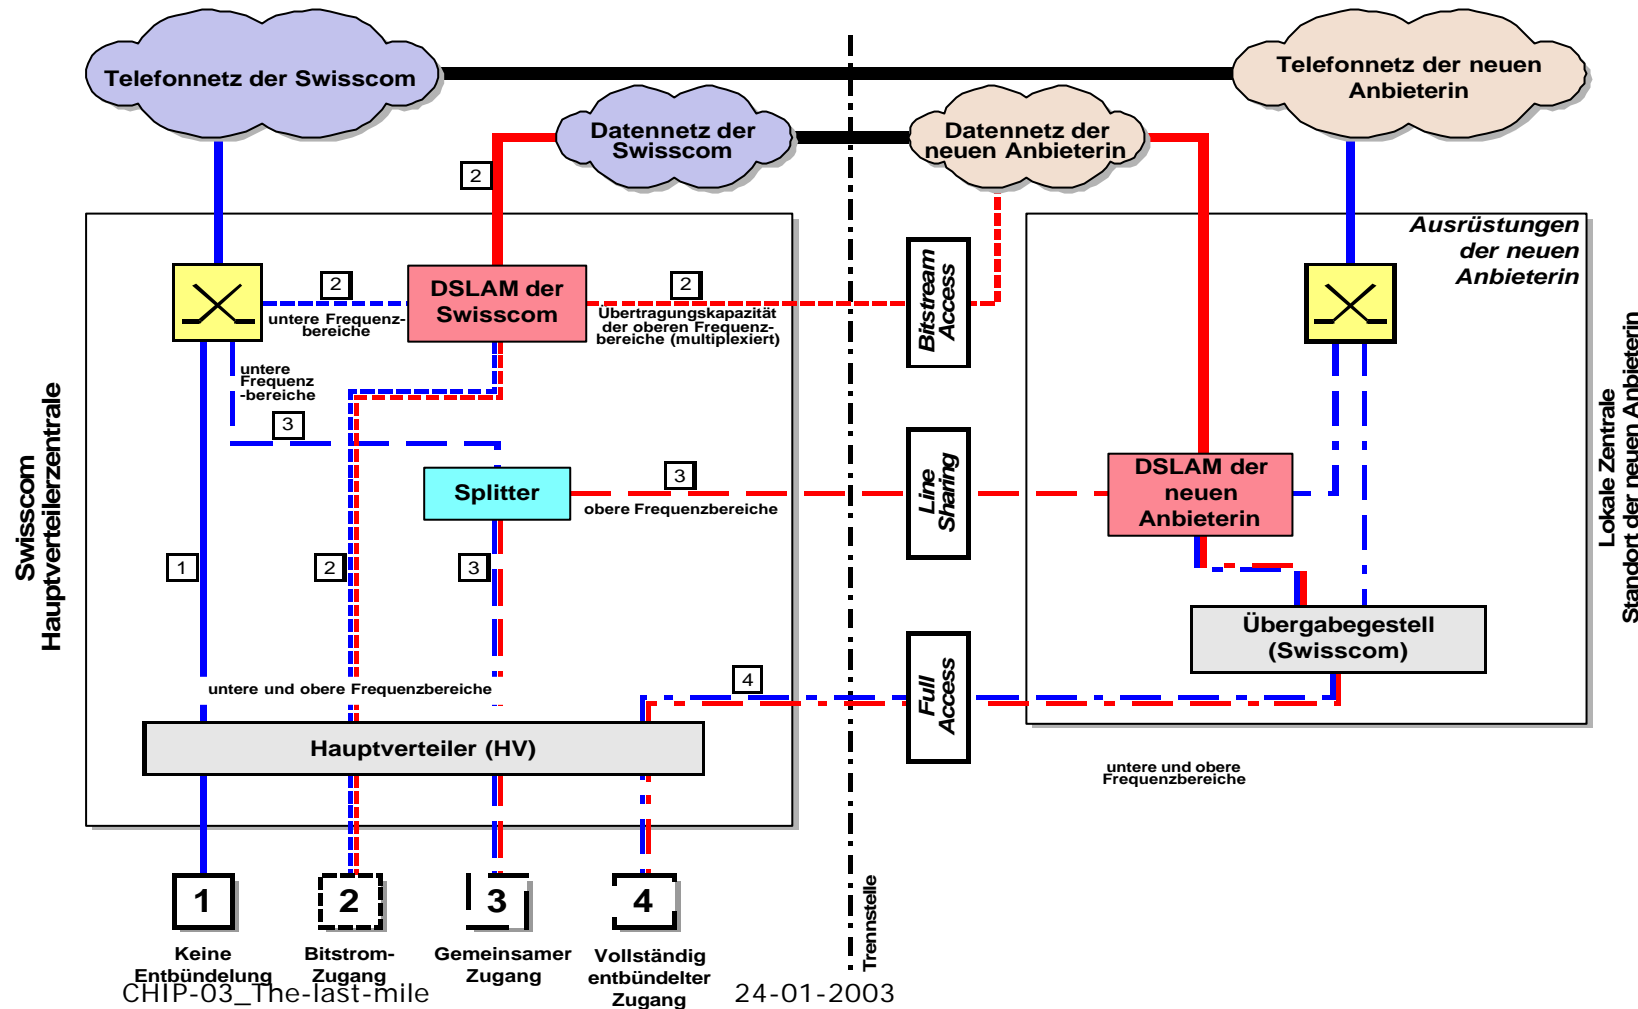 Telefonnetz der Swisscom
Telefonnetz der neuen
Anbieterin
Datennetz der
Swisscom
Datennetz der
neuen Anbieterin
2
Ausrüstungen
der neuen
Anbieterin
2
DSLAM der
Swisscom
2
untere Frequenz-
bereiche
Übertragungskapazität
der oberen Frequenz-
bereiche (multiplexiert)
Bitstream
Access
untere
Frequenz
-bereiche
3
Swisscom
Hauptverteilerzentrale
Lokale Zentrale
Standort der neuen Anbieterin
Splitter
3
obere Frequenzbereiche
Line
Sharing
DSLAM der
neuen
Anbieterin
1
2
3
Übergabegestell
(Swisscom)
untere und obere Frequenzbereiche
4
Full
Access
Hauptverteiler (HV)
untere und obere
Frequenzbereiche
1
2
3
4
Trennstelle
Keine
Entbündelung
Bitstrom-
Zugang
Gemeinsamer
Zugang
Vollständig
entbündelter
Zugang
CHIP-03_The-last-mile
24-01-2003